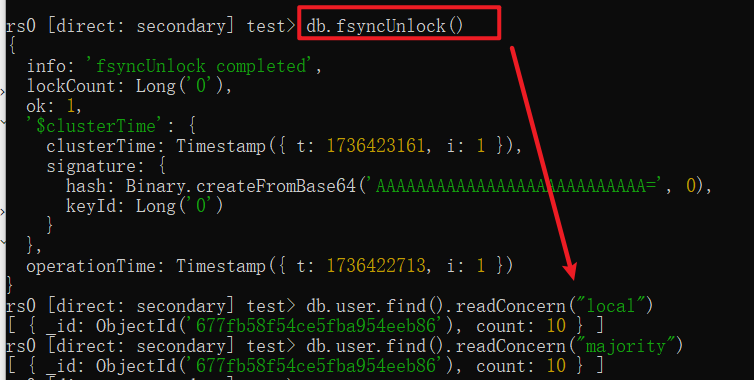 rs0 [direct: secondary] test> db.fsyncUnlock()
{
  info: 'fsyncUnlock completed',
  lockCount: Long('0'),
  ok: 1,
  '$clusterTime': {
    clusterTime: Timestamp({ t: 1736423161, i: 1 }),
    signature: {
      hash: Binary.createFromBase64('AAAAAAAAAAAAAAAAAAAAAAAAAAA=', 0),
      keyId: Long('0')
    }
  },
  operationTime: Timestamp({ t: 1736422713, i: 1 })
}
rs0 [direct: secondary] test> db.user.find().readConcern("local")
[ { _id: ObjectId('677fb58f54ce5fba954eeb86'), count: 10 } ]
rs0 [direct: secondary] test> db.user.find().readConcern("majority")
[ { _id: ObjectId('677fb58f54ce5fba954eeb86'), count: 10 } ]